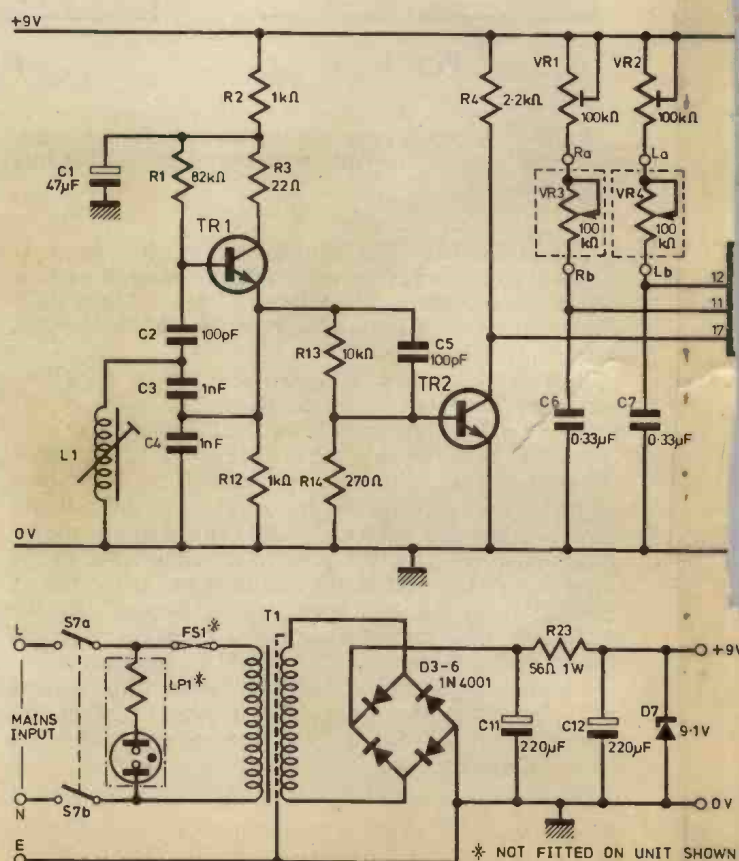 +9V
R2
1kΩ
R4
2·2kΩ
VR1
100kΩ
VR2
100kΩ
C1
47µF
R1
82kΩ
R3
22Ω
TR1
Ra
La
VR3
100
kΩ
VR4
100
kΩ
Rb
Lb
12
11
17
C2
100pF
C3
1nF
C4
1nF
L1
R13
10kΩ
C5
100pF
TR2
C6
0·33µF
C7
0·33µF
R12
1kΩ
R14
270Ω
0V
L
S7a
FS1*
T1
LP1*
MAINS
INPUT
D3-6
1N4001
R23
56Ω 1W
+9V
C11
220µF
C12
220µF
D7
9·1V
N
S7b
0V
E
* NOT FITTED ON UNIT SHOWN